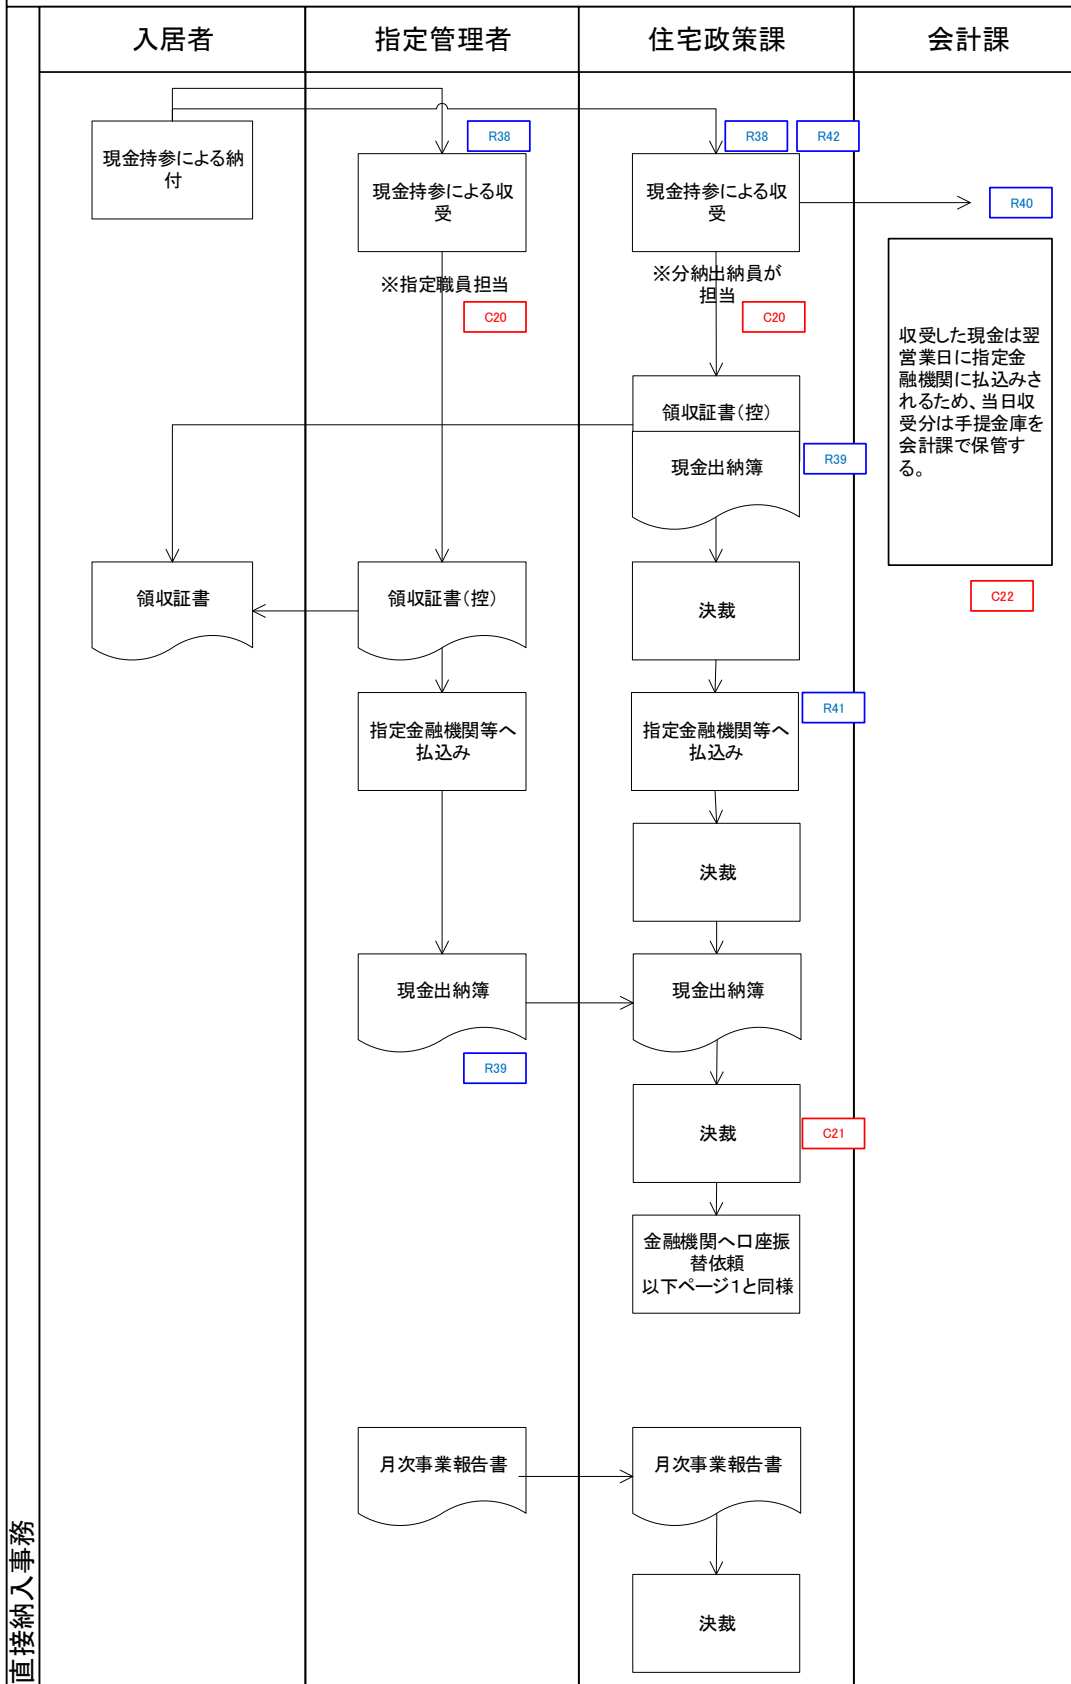 入居者
指定管理者
住宅政策課
会計課
R38
R38
R42
現金持参による納
付
現金持参による収
受
現金持参による収
受
R40
※指定職員担当
※分納出納員が
担当
C20
C20
収受した現金は翌
営業日に指定金
融機関に払込みさ
れるため、当日収
受分は手提金庫を
会計課で保管す
る。
領収証書(控)
現金出納簿
R39
領収証書
領収証書(控)
決裁
C22
指定金融機関等へ
払込み
指定金融機関等へ
払込み
R41
決裁
現金出納簿
現金出納簿
R39
決裁
C21
金融機関へ口座振
替依頼
以下ページ1と同様
月次事業報告書
月次事業報告書
決裁
直接納入事務